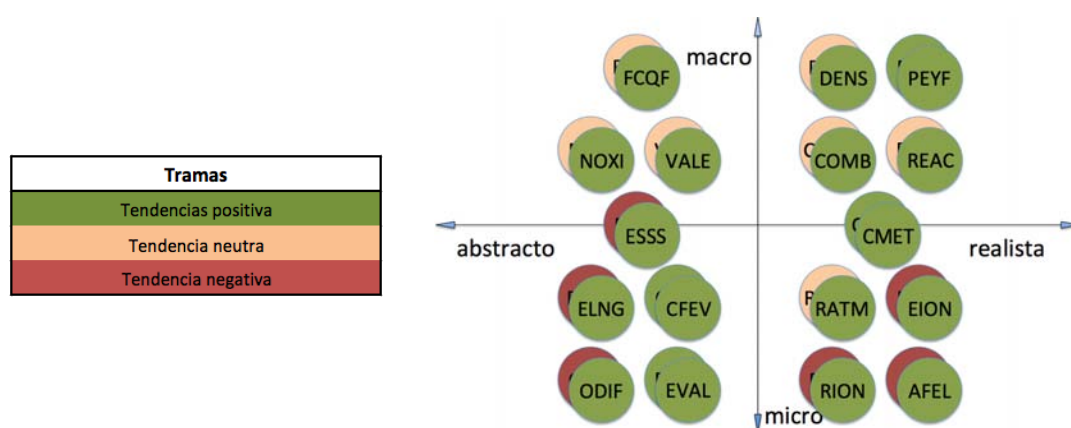 Tramas
Tendencias positiva
Tendencia neutra
Tendencia negativa
macro
FCQF
DENS
PEYF
NOXI
VALE
COMB
REAC
ESSS
CMET
abstracto
realista
ELNG
CFEV
RATM
EION
ODIF
EVAL
RION
AFEL
micro